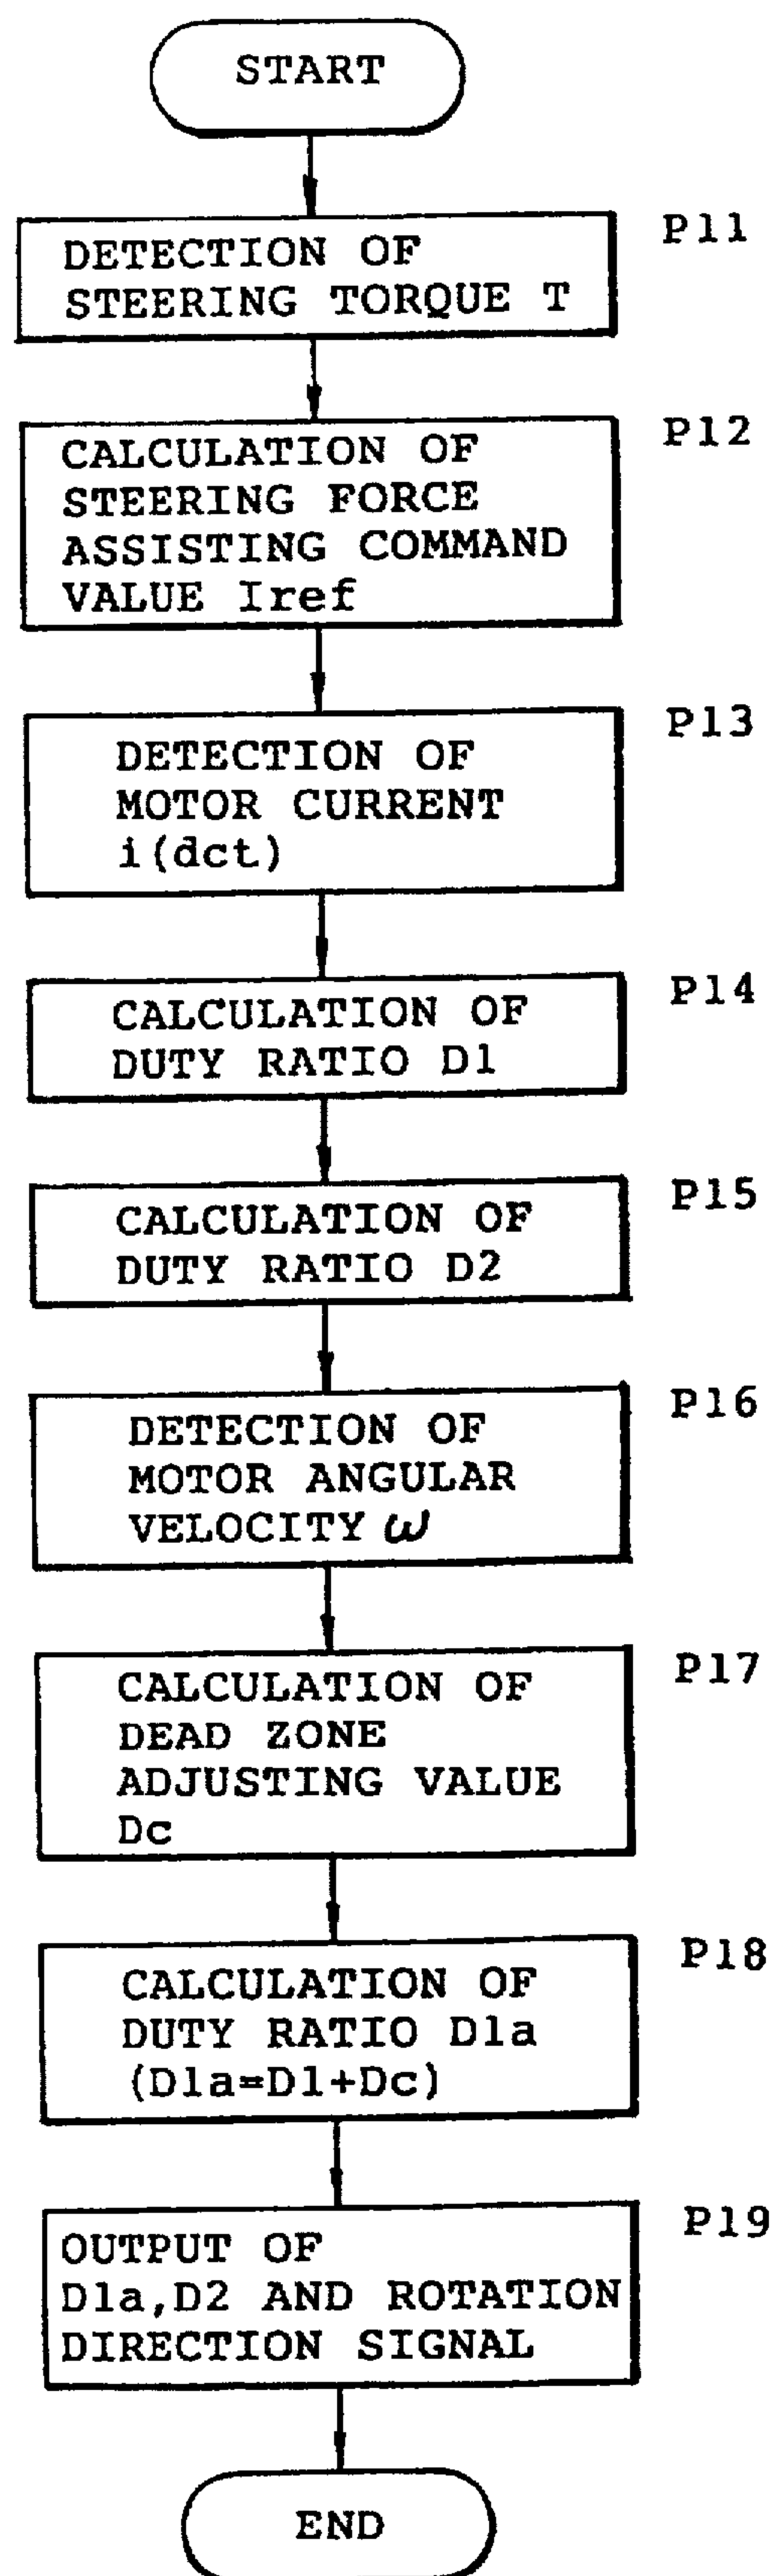 START
P11
DETECTION OF
STEERING TORQUE T
P12
CALCULATION OF
STEERING FORCE
ASSISTING COMMAND
VALUE Iref
P13
DETECTION OF
MOTOR CURRENT
i(dct)
P14
CALCULATION OF
DUTY RATIO D1
P15
CALCULATION OF
DUTY RATIO D2
P16
DETECTION OF
MOTOR ANGULAR
VELOCITY ω
P17
CALCULATION OF
DEAD ZONE
ADJUSTING VALUE
Dc
P18
CALCULATION OF
DUTY RATIO D1a
(D1a=D1+Dc)
P19
OUTPUT OF
D1a,D2 AND ROTATION
DIRECTION SIGNAL
END